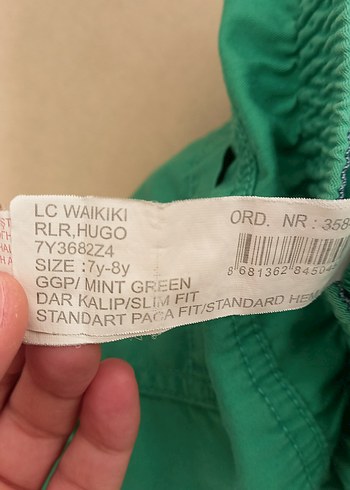 LC WAIKIKI
RLR,HUGO
7Y3682Z4
SIZE :7y-8y
GGP/ MINT GREEN
DAR KALIP/SLIM FIT
STANDART PAÇA FIT/STANDARD HEM
ORD. NR : 358
8 681362 84504